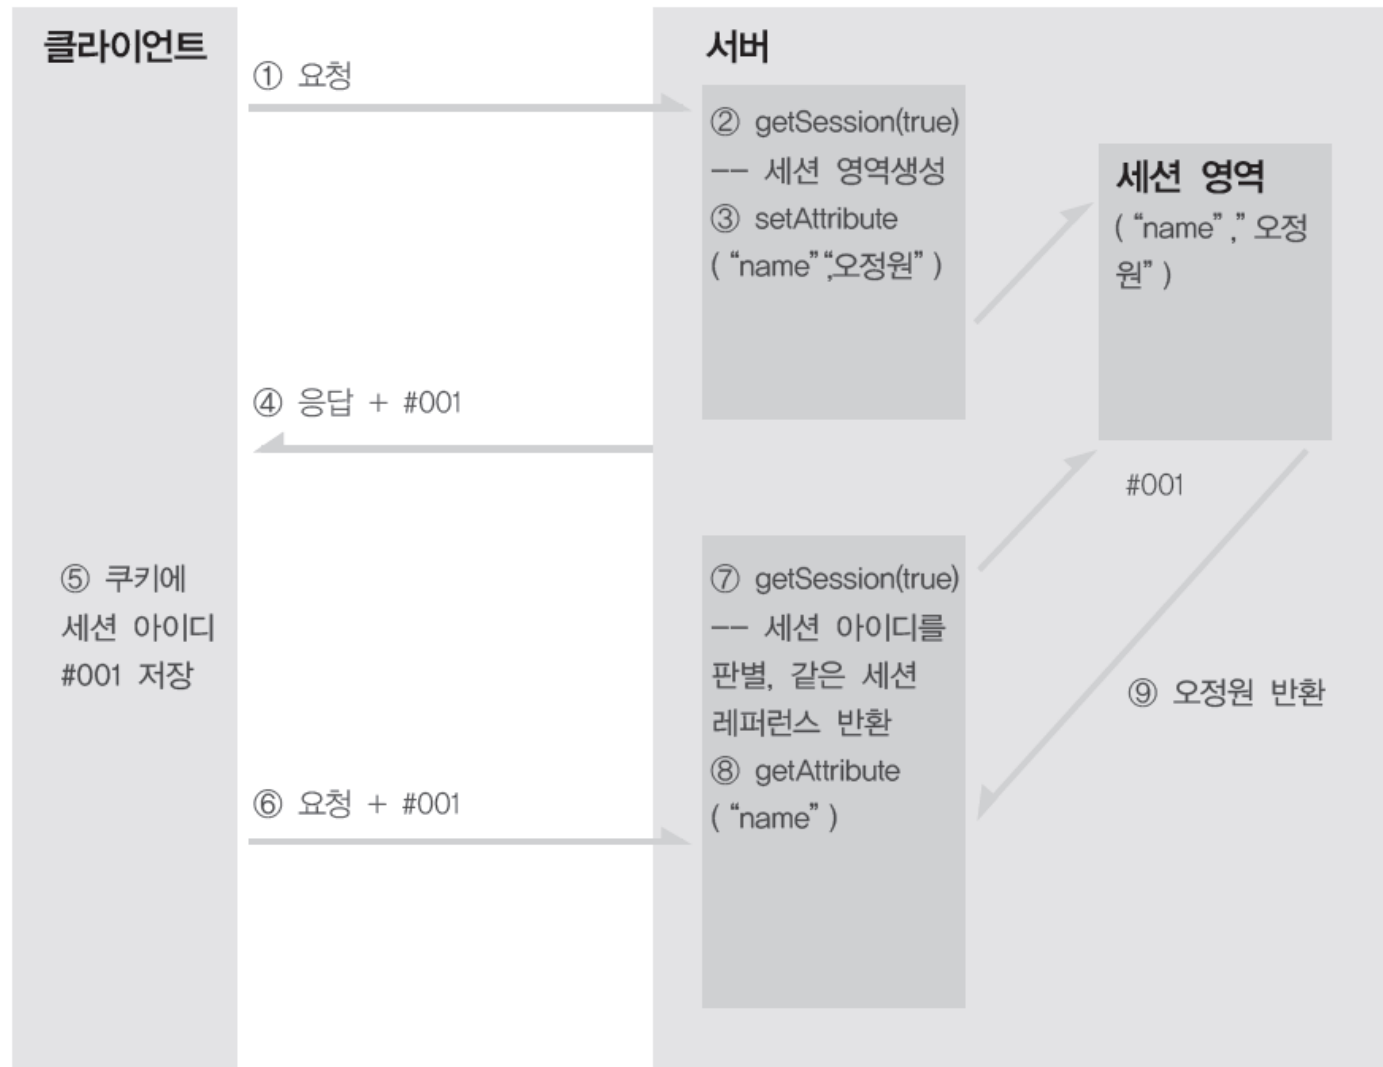 클라이언트
서버
① 요청
② getSession(true)
-- 세션 영역생성
③ setAttribute
( “name”“,오정원” )
세션 영역
( “name”,” 오정
원” )
④ 응답 + #001
#001
⑤ 쿠키에
세션 아이디
#001 저장
⑥ 요청 + #001
⑦ getSession(true)
-- 세션 아이디를
판별, 같은 세션
레퍼런스 반환
⑧ getAttribute
( “name” )
⑨ 오정원 반환